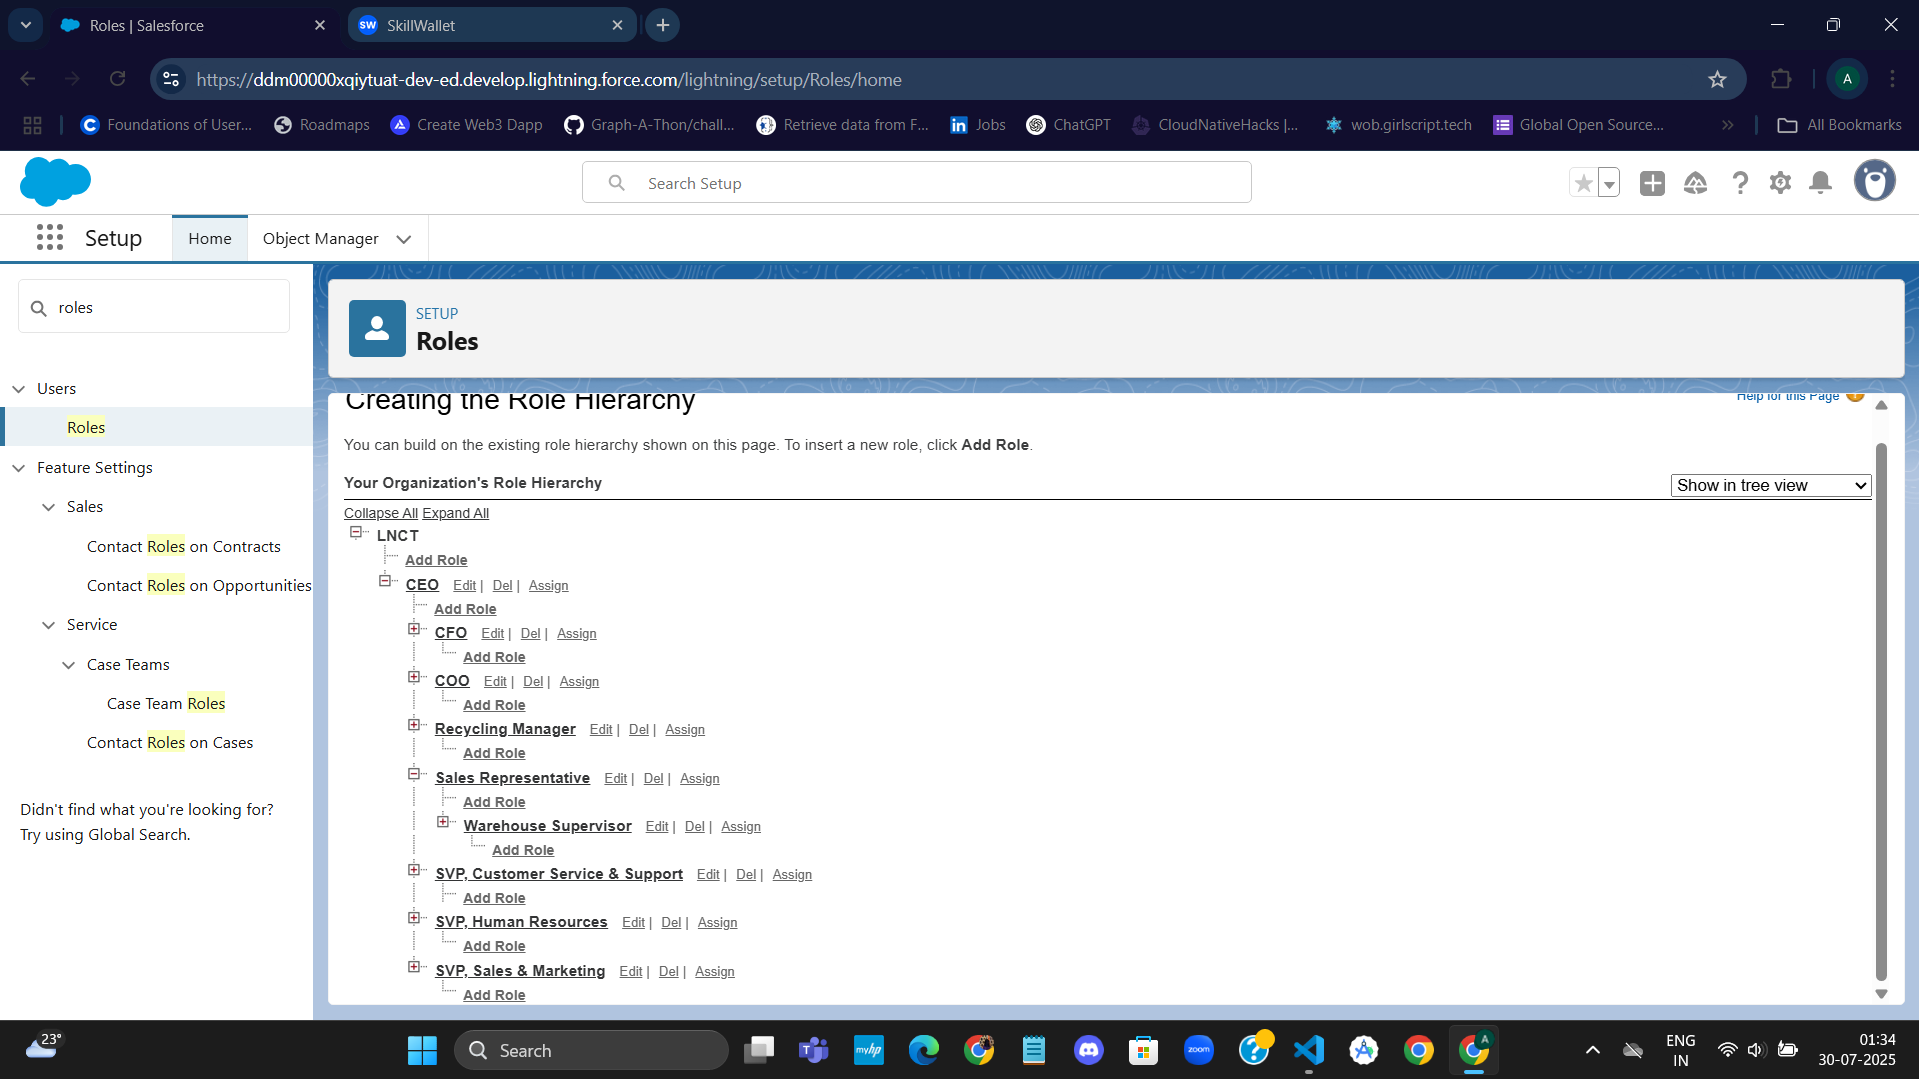 Roles | Salesforce
SW SkillWallet
https://ddm00000xqiytuat-dev-ed.develop.lightning.force.com/lightning/setup/Roles/home
A
Foundations of User...
Roadmaps
Create Web3 Dapp
Graph-A-Thon/chall...
Retrieve data from F...
Jobs
ChatGPT
CloudNativeHacks |...
wob.girlscript.tech
Global Open Source...
All Bookmarks
Search Setup
Setup
Home
Object Manager
roles
SETUP
Roles
Users
Roles
Feature Settings
Sales
Contact Roles on Contracts
Contact Roles on Opportunities
Service
Case Teams
Case Team Roles
Contact Roles on Cases
Didn't find what you're looking for?
Try using Global Search.
Creating the Role Hierarchy
Help for this Page
You can build on the existing role hierarchy shown on this page. To insert a new role, click Add Role.
Your Organization's Role Hierarchy
Show in tree view
Collapse All Expand All
LNCT
Add Role
CEO Edit | Del | Assign
Add Role
CFO Edit | Del | Assign
Add Role
COO Edit | Del | Assign
Add Role
Recycling Manager Edit | Del | Assign
Add Role
Sales Representative Edit | Del | Assign
Add Role
Warehouse Supervisor Edit | Del | Assign
Add Role
SVP, Customer Service & Support Edit | Del | Assign
Add Role
SVP, Human Resources Edit | Del | Assign
Add Role
SVP, Sales & Marketing Edit | Del | Assign
Add Role
23°
Search
myhp
zoom
A
ENG
IN
01:34
30-07-2025